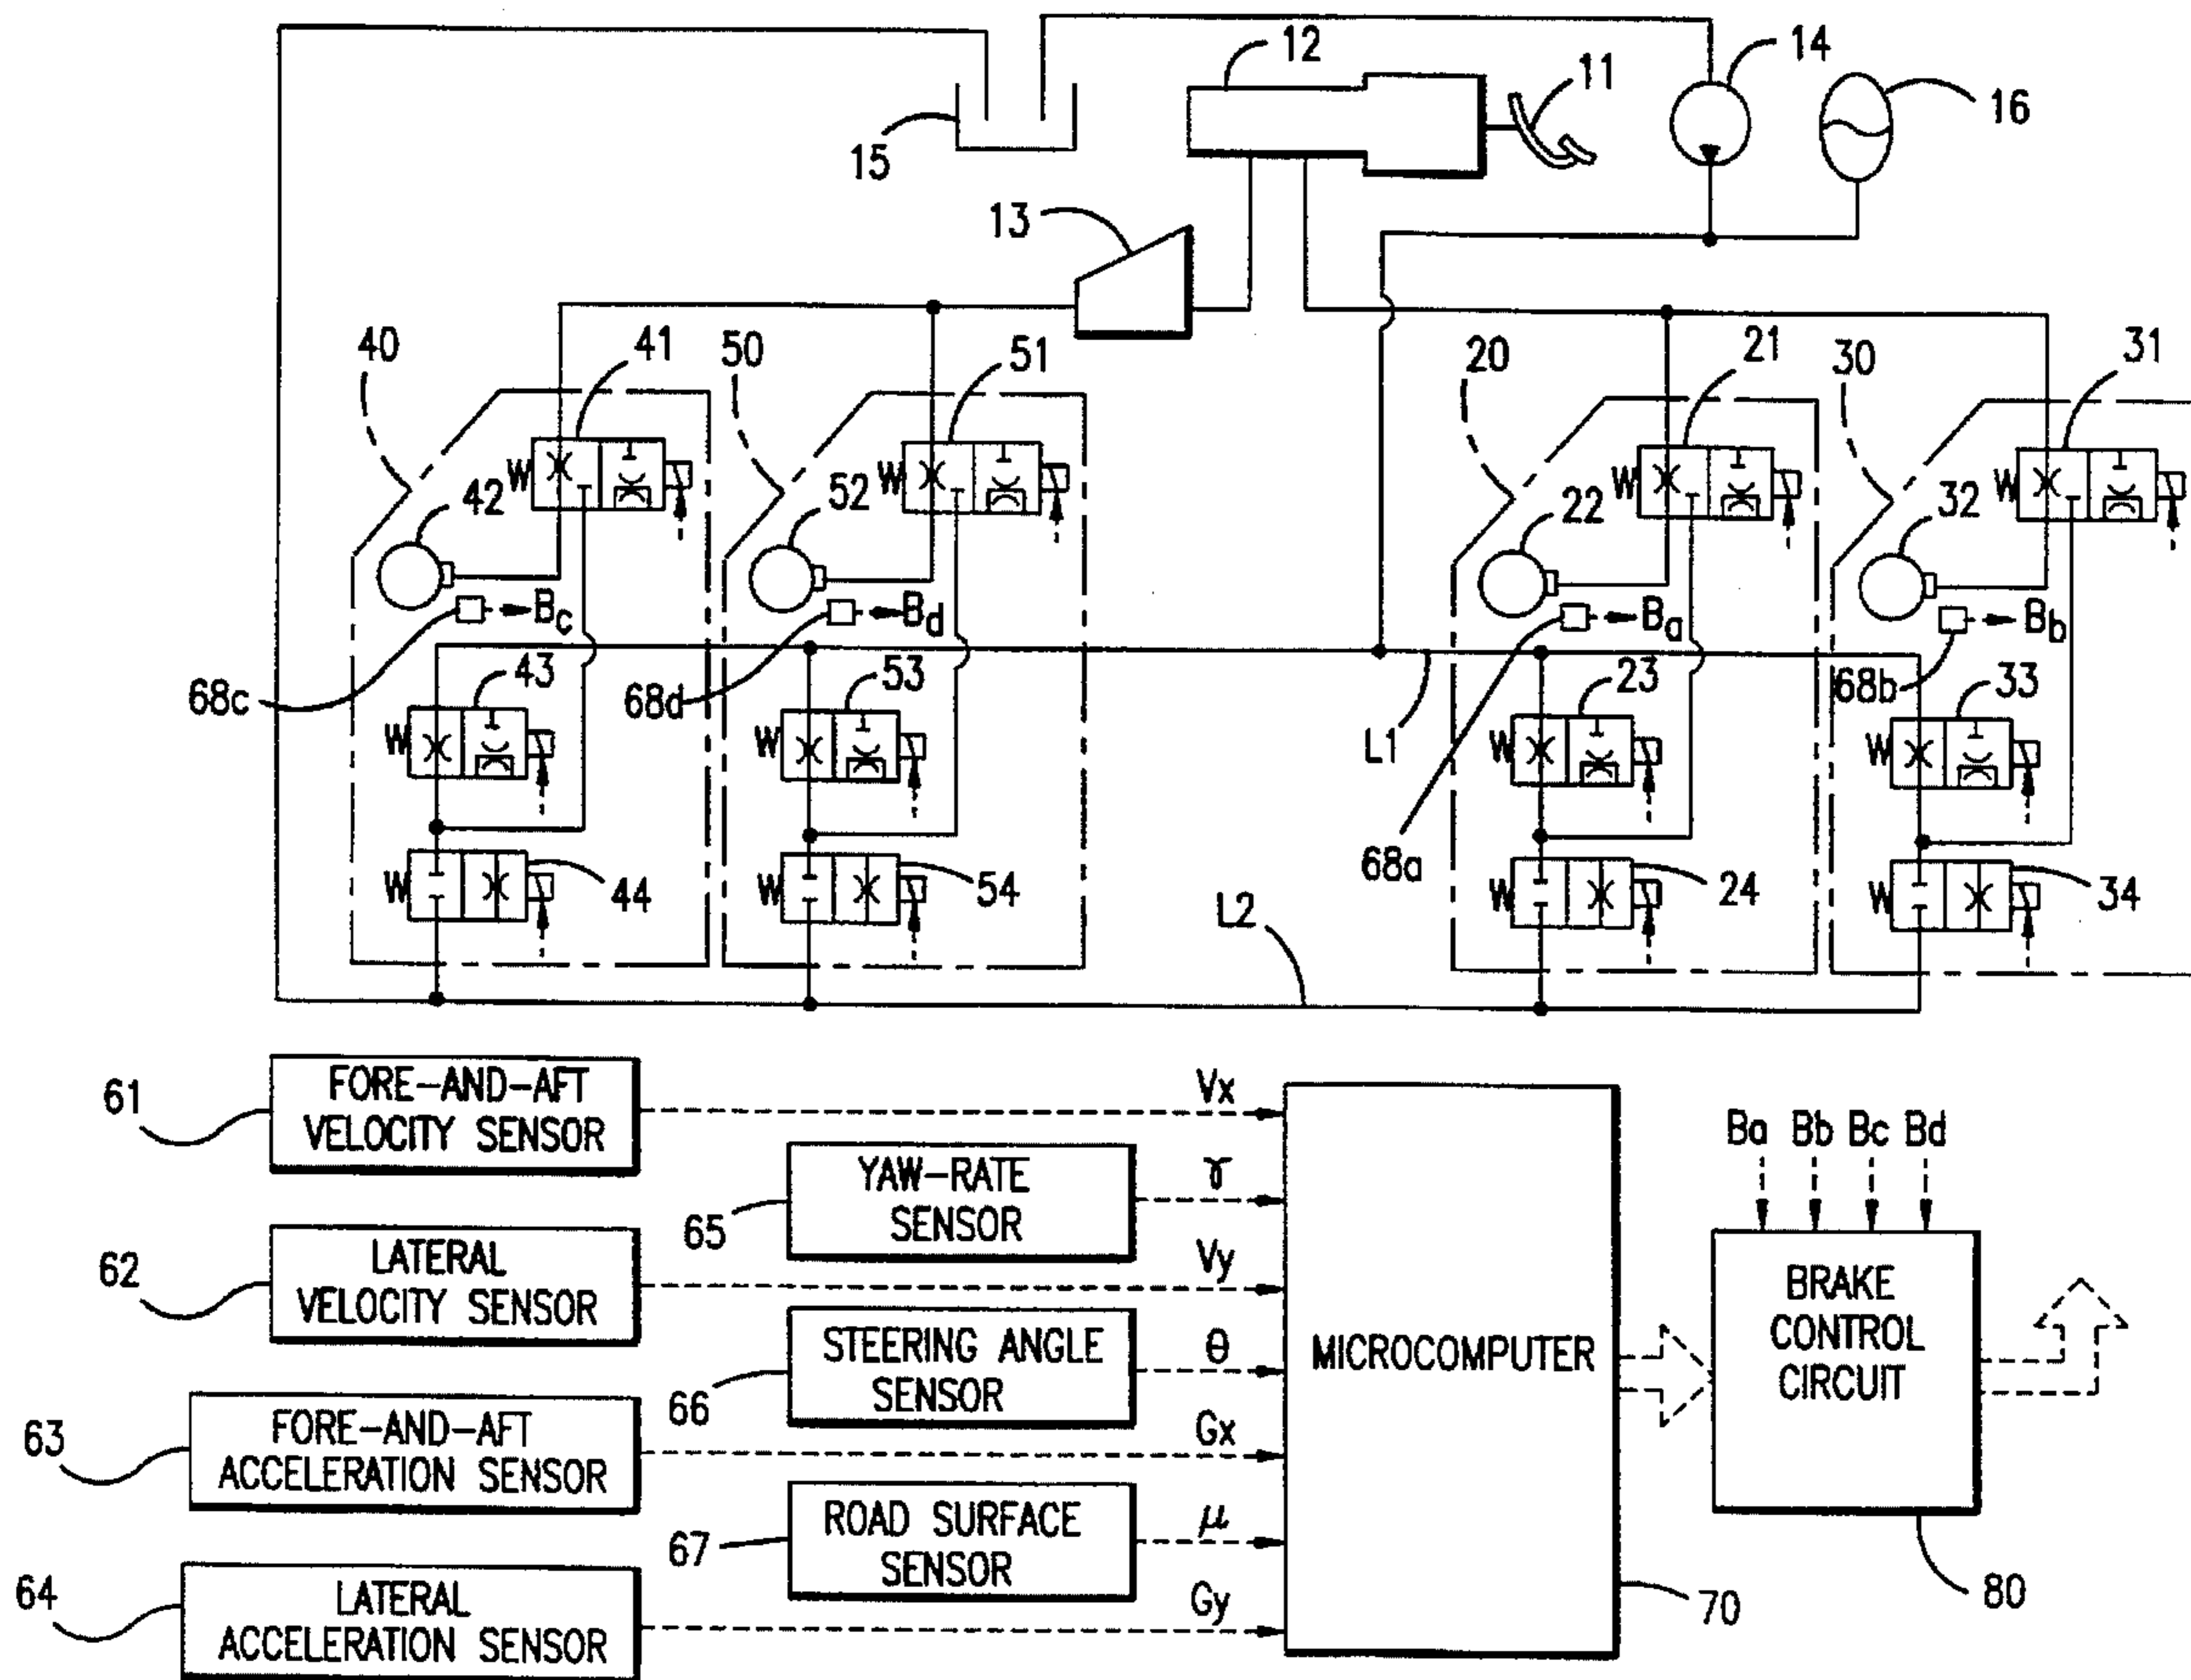 12
14
11
16
15
13
40
41
50
51
20
21
30
31
W
W
W
W
42
52
22
32
Bc
Bd
Ba
Bb
68c
43
68d
53
23
68b
33
L1
W
W
W
W
68a
W
44
W
54
W
24
W
34
L2
61
FORE-AND-AFT
VELOCITY SENSOR
Vx
65
YAW-RATE
SENSOR
γ
62
LATERAL
VELOCITY SENSOR
Vy
66
STEERING ANGLE
SENSOR
θ
63
FORE-AND-AFT
ACCELERATION SENSOR
Gx
67
ROAD SURFACE
SENSOR
μ
64
LATERAL
ACCELERATION SENSOR
Gy
MICROCOMPUTER
70
Ba Bb Bc Bd
BRAKE
CONTROL
CIRCUIT
80